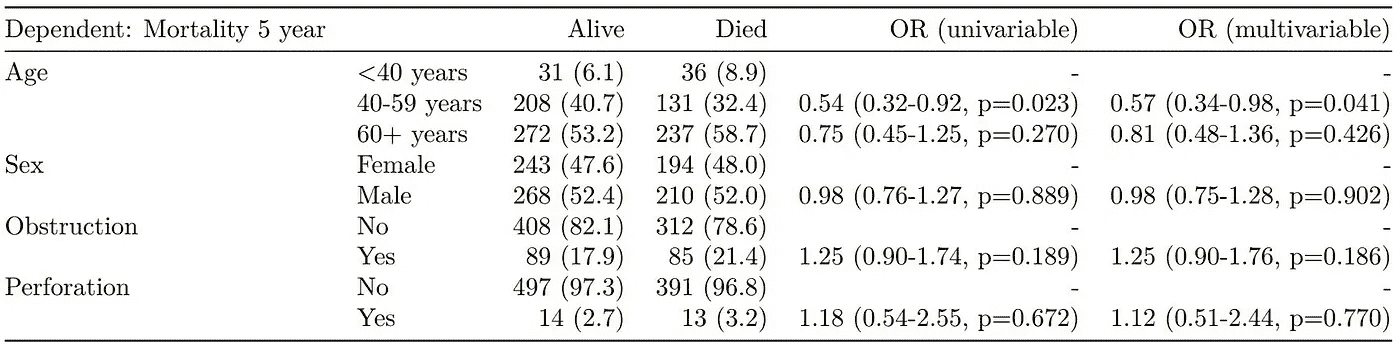 Dependent: Mortality 5 year Alive Died OR (univariable) OR (multivariable)
Age <40 years 31 (6.1) 36 (8.9) - -
40-59 years 208 (40.7) 131 (32.4) 0.54 (0.32-0.92, p=0.023) 0.57 (0.34-0.98, p=0.041)
60+ years 272 (53.2) 237 (58.7) 0.75 (0.45-1.25, p=0.270) 0.81 (0.48-1.36, p=0.426)
Sex Female 243 (47.6) 194 (48.0) - -
Male 268 (52.4) 210 (52.0) 0.98 (0.76-1.27, p=0.889) 0.98 (0.75-1.28, p=0.902)
Obstruction No 408 (82.1) 312 (78.6) - -
Yes 89 (17.9) 85 (21.4) 1.25 (0.90-1.74, p=0.189) 1.25 (0.90-1.76, p=0.186)
Perforation No 497 (97.3) 391 (96.8) - -
Yes 14 (2.7) 13 (3.2) 1.18 (0.54-2.55, p=0.672) 1.12 (0.51-2.44, p=0.770)